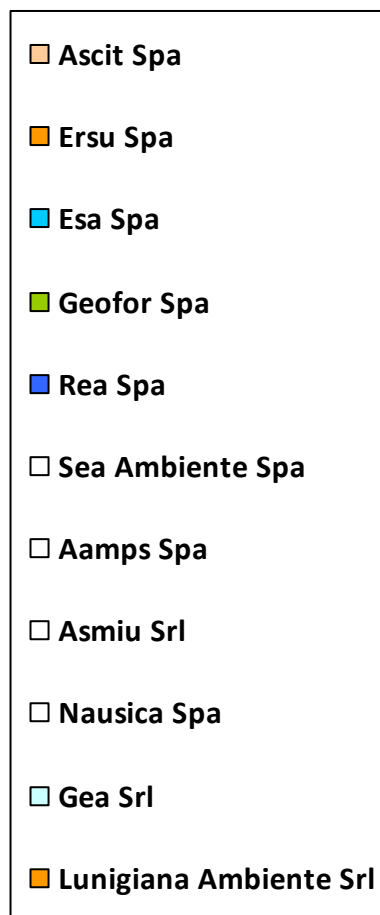 Ascit Spa
Ersu Spa
Esa Spa
Geofor Spa
Rea Spa
Sea Ambiente Spa
Aamps Spa
Asmiu Srl
Nausica Spa
Gea Srl
Lunigiana Ambiente Srl